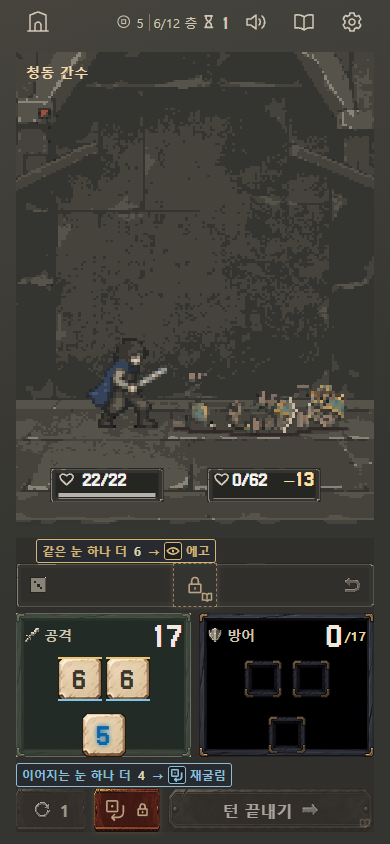 5 6/12 층 1
청동 간수
22/22 0/62 -13
같은 눈 하나 더 6 → 예고
공격 17 방어 0/17
6 6
5
이어지는 눈 하나 더 4 → 재굴림
1 턴 끝내기 ➡